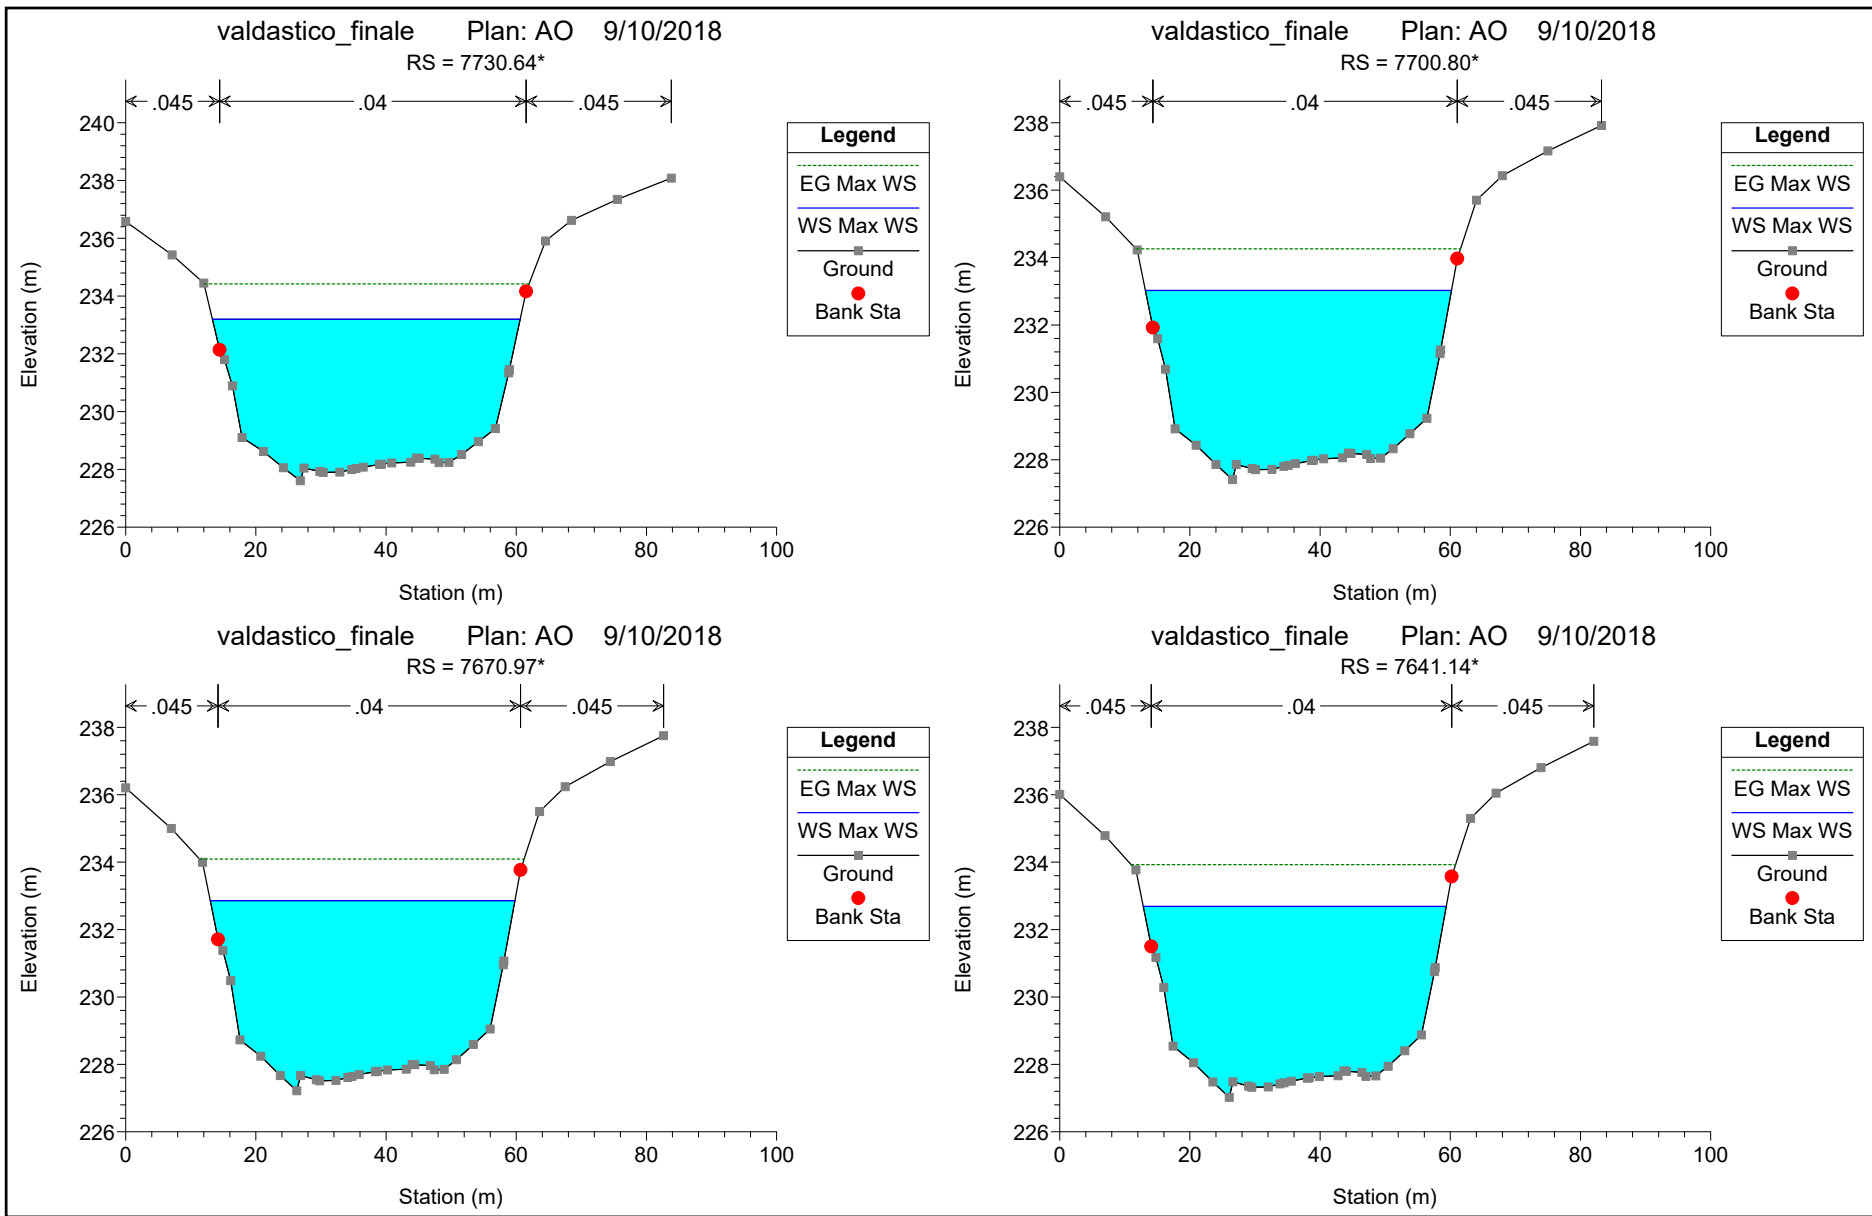 valdastico_finale Plan: AO 9/10/2018
RS = 7730.64*
.045 .04 .045
240
238
236
234
232
230
228
226
Elevation (m)
0 20 40 60 80 100
Station (m)
Legend
EG Max WS
WS Max WS
Ground
Bank Sta
valdastico_finale Plan: AO 9/10/2018
RS = 7700.80*
.045 .04 .045
238
236
234
232
230
228
226
Elevation (m)
0 20 40 60 80 100
Station (m)
Legend
EG Max WS
WS Max WS
Ground
Bank Sta
valdastico_finale Plan: AO 9/10/2018
RS = 7670.97*
.045 .04 .045
238
236
234
232
230
228
226
Elevation (m)
0 20 40 60 80 100
Station (m)
Legend
EG Max WS
WS Max WS
Ground
Bank Sta
valdastico_finale Plan: AO 9/10/2018
RS = 7641.14*
.045 .04 .045
238
236
234
232
230
228
226
Elevation (m)
0 20 40 60 80 100
Station (m)
Legend
EG Max WS
WS Max WS
Ground
Bank Sta